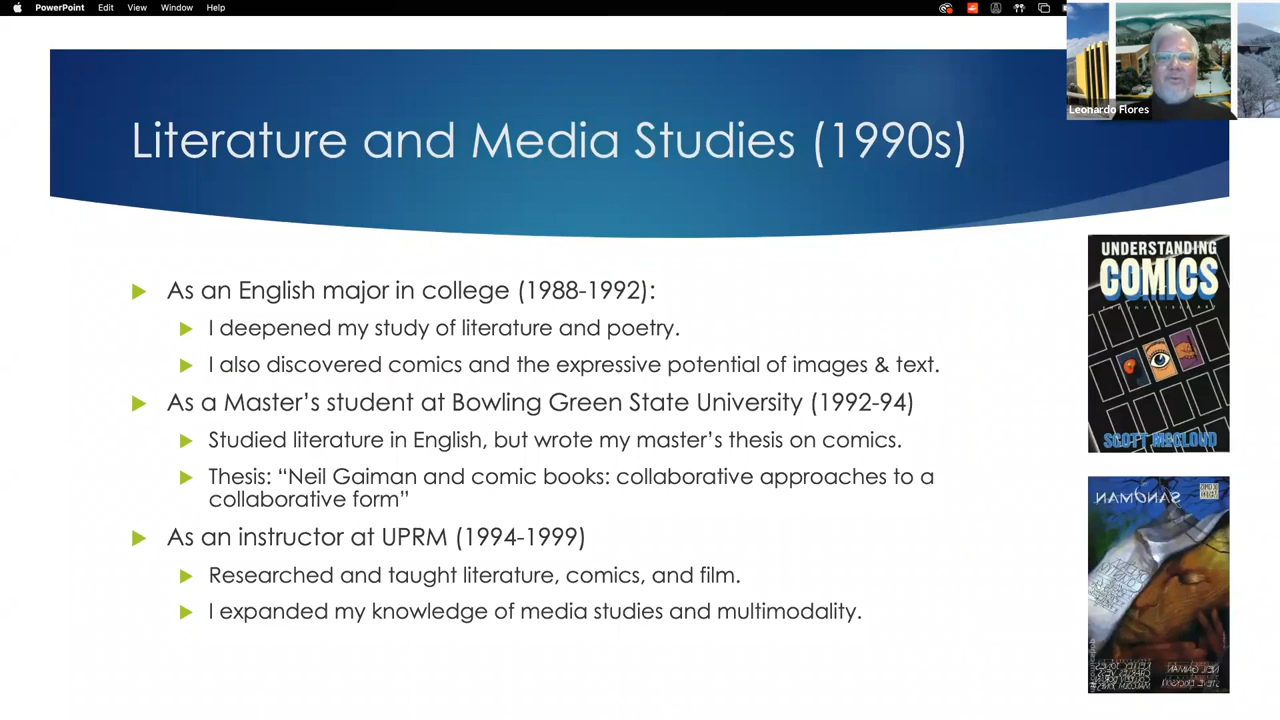 PowerPoint Edit View Window Help
Leonardo Flores
Literature and Media Studies (1990s)
As an English major in college (1988-1992):
I deepened my study of literature and poetry.
I also discovered comics and the expressive potential of images & text.
As a Master’s student at Bowling Green State University (1992-94)
Studied literature in English, but wrote my master’s thesis on comics.
Thesis: “Neil Gaiman and comic books: collaborative approaches to a
collaborative form”
As an instructor at UPRM (1994-1999)
Researched and taught literature, comics, and film.
I expanded my knowledge of media studies and multimodality.
UNDERSTANDING
COMICS
SCOTT McCLOUD
SANDMAN
NEIL GAIMAN